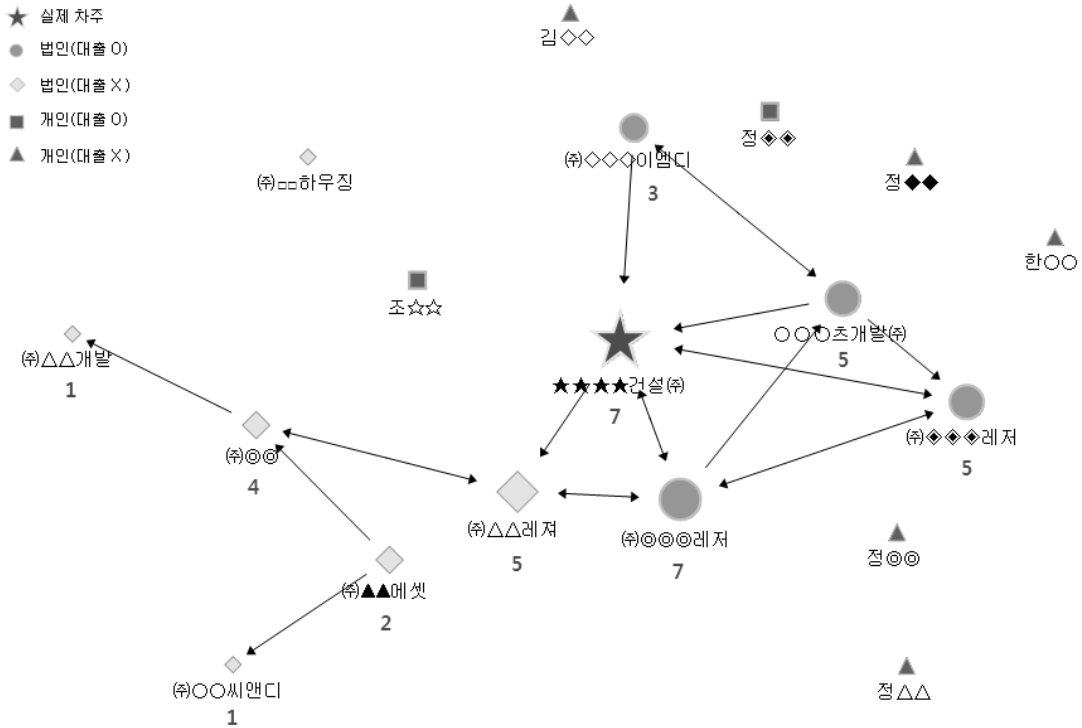 실제 차주
법인(대출 O)
법인(대출 X)
개인(대출 O)
개인(대출 X)
김◇◇
정◈◈
㈜◇◇◇이엠디
3
㈜□□하우징
정◆◆
한○○
조☆☆
○○○츠개발㈜
5
㈜△△개발
1
★★★★건설㈜
7
㈜◈◈◈레저
5
㈜◎◎
4
㈜△△레져
5
㈜◎◎◎레저
7
정◎◎
㈜▲▲에셋
2
㈜○○씨앤디
1
정△△